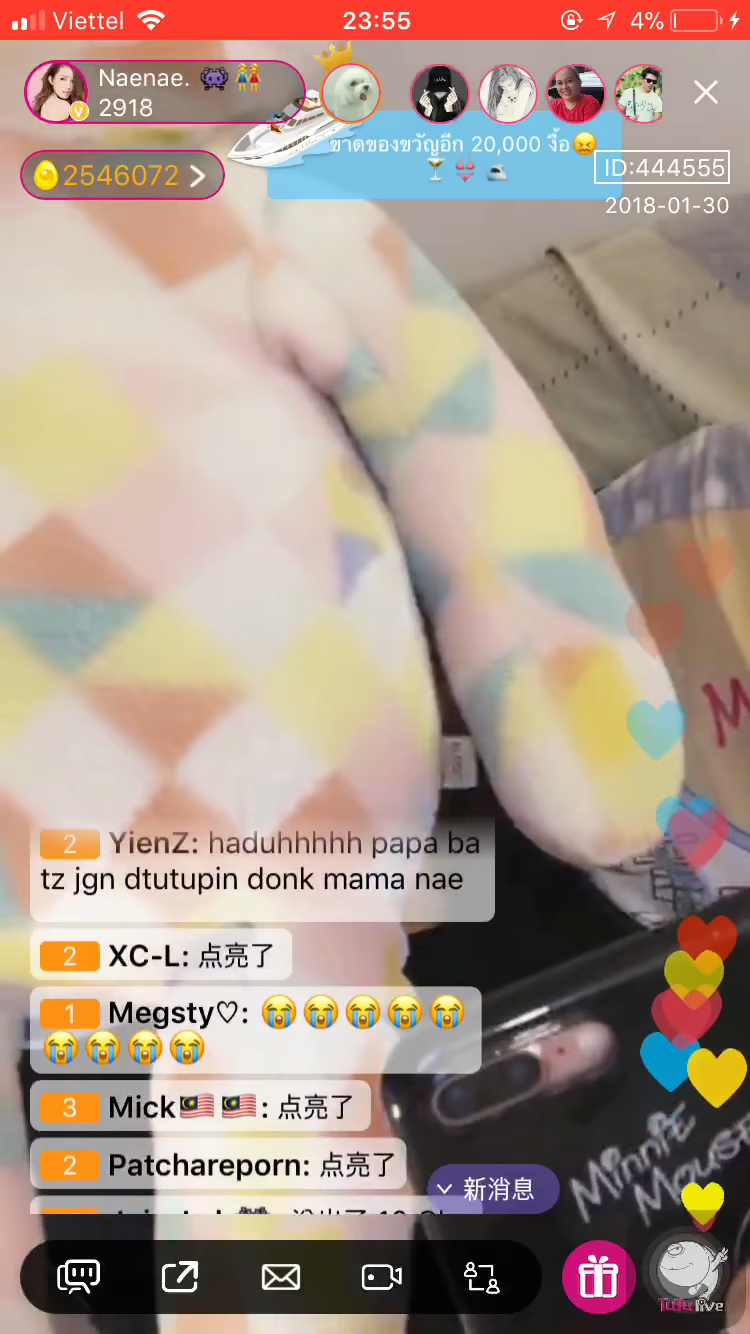 Viettel 23:55 4%
Naenae. 👾👭
2918
ขาดของขวัญอีก 20,000 งื้อ😖
🍸👙🛳
ID:444555
2546072
2018-01-30
2 YienZ: haduhhhhh papa ba
tz jgn dtutupin donk mama nae
2 XC-L: 点亮了
1 Megsty♡: 😭😭😭😭😭
😭😭😭😭
3 Mick🇲🇾🇲🇾: 点亮了
2 Patchareporn: 点亮了
新消息
Minnie
Mouse
TuTuLive